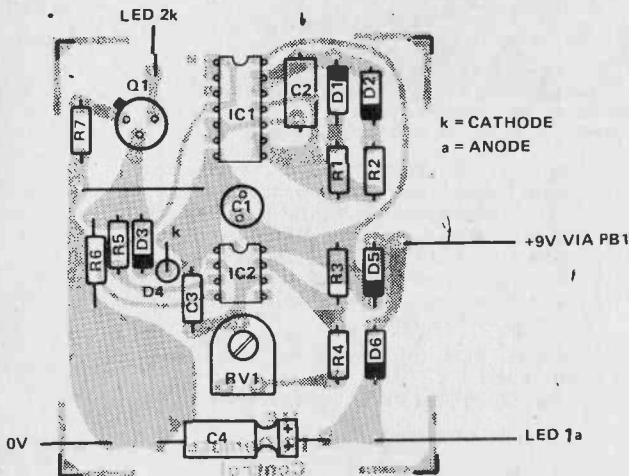 LED 2k
Q1
R7
IC1
C2
D1
D2
k = CATHODE
a = ANODE
R1
R2
C1
k
+9V VIA PB1
R6
R5
D3
D4
C3
IC2
R3
D5
RV1
R4
D6
0V
C4
+
+
LED 1a